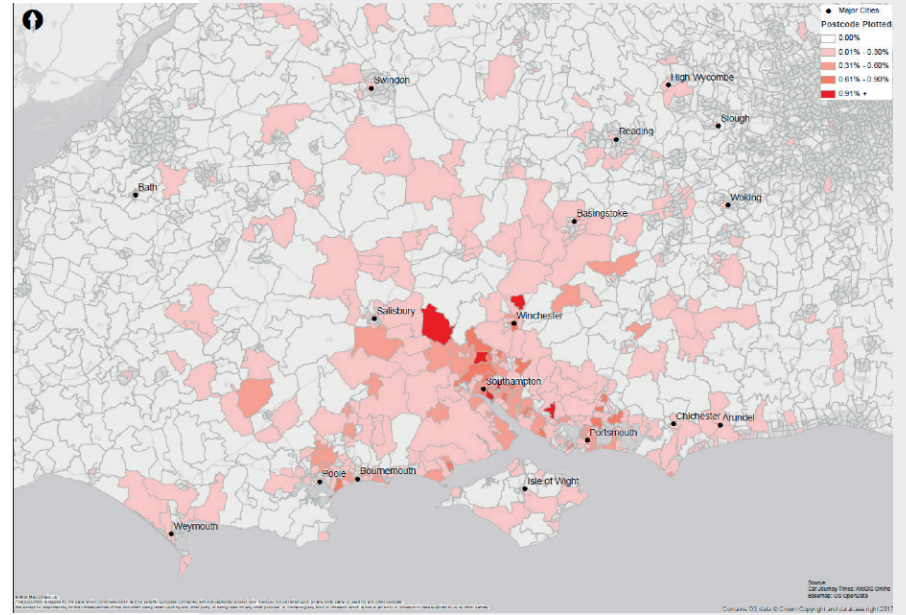 Major Cities
Postcode Plotted
0.00%
0.01% - 0.30%
0.31% - 0.60%
0.61% - 0.90%
0.91% +
Swindon
High Wycombe
Slough
Reading
Bath
Woking
Basingstoke
Salisbury
Winchester
Southampton
Chichester
Arundel
Portsmouth
Poole
Bournemouth
Isle of Wight
Weymouth
Source:
Car Journey Times: ArcGIS Online
Basemap: OS OpenData
Contains OS data © Crown Copyright and database right 2017